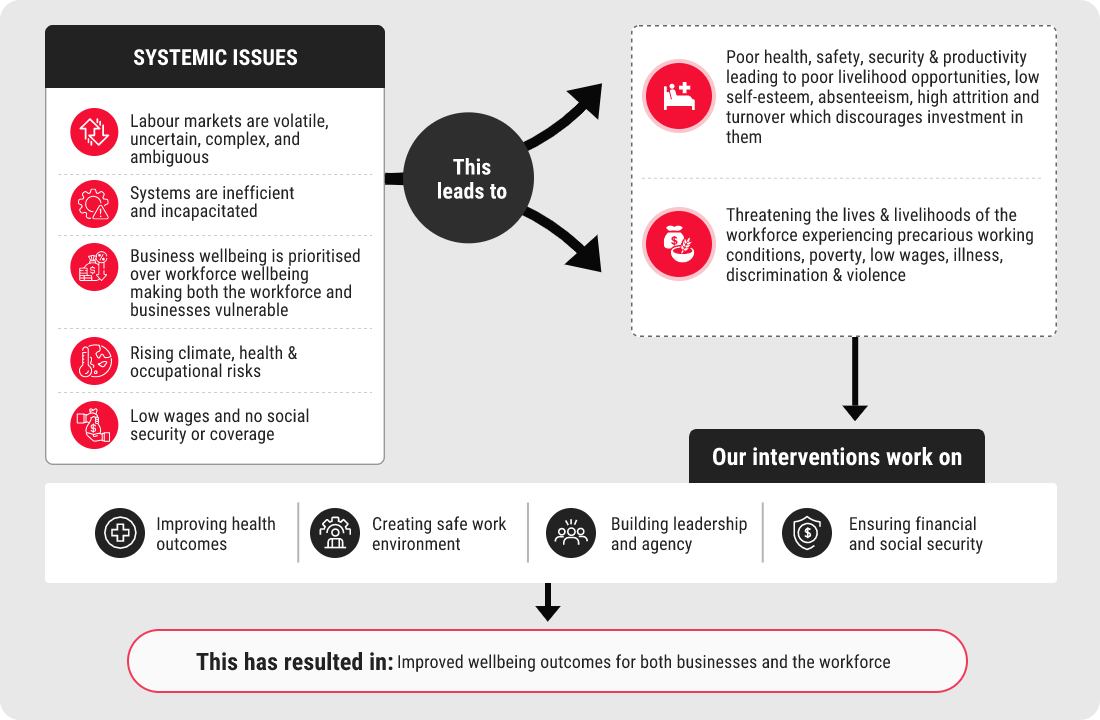 SYSTEMIC ISSUES
Labour markets are volatile,
uncertain, complex, and
ambiguous
Systems are inefficient
and incapacitated
Business wellbeing is prioritised
over workforce wellbeing
making both the workforce and
businesses vulnerable
Rising climate, health &
occupational risks
Low wages and no social
security or coverage
This
leads to
Poor health, safety, security & productivity
leading to poor livelihood opportunities, low
self-esteem, absenteeism, high attrition and
turnover which discourages investment in
them
Threatening the lives & livelihoods of the
workforce experiencing precarious working
conditions, poverty, low wages, illness,
discrimination & violence
Our interventions work on
Improving health
outcomes
Creating safe work
environment
Building leadership
and agency
Ensuring financial
and social security
This has resulted in: Improved wellbeing outcomes for both businesses and the workforce